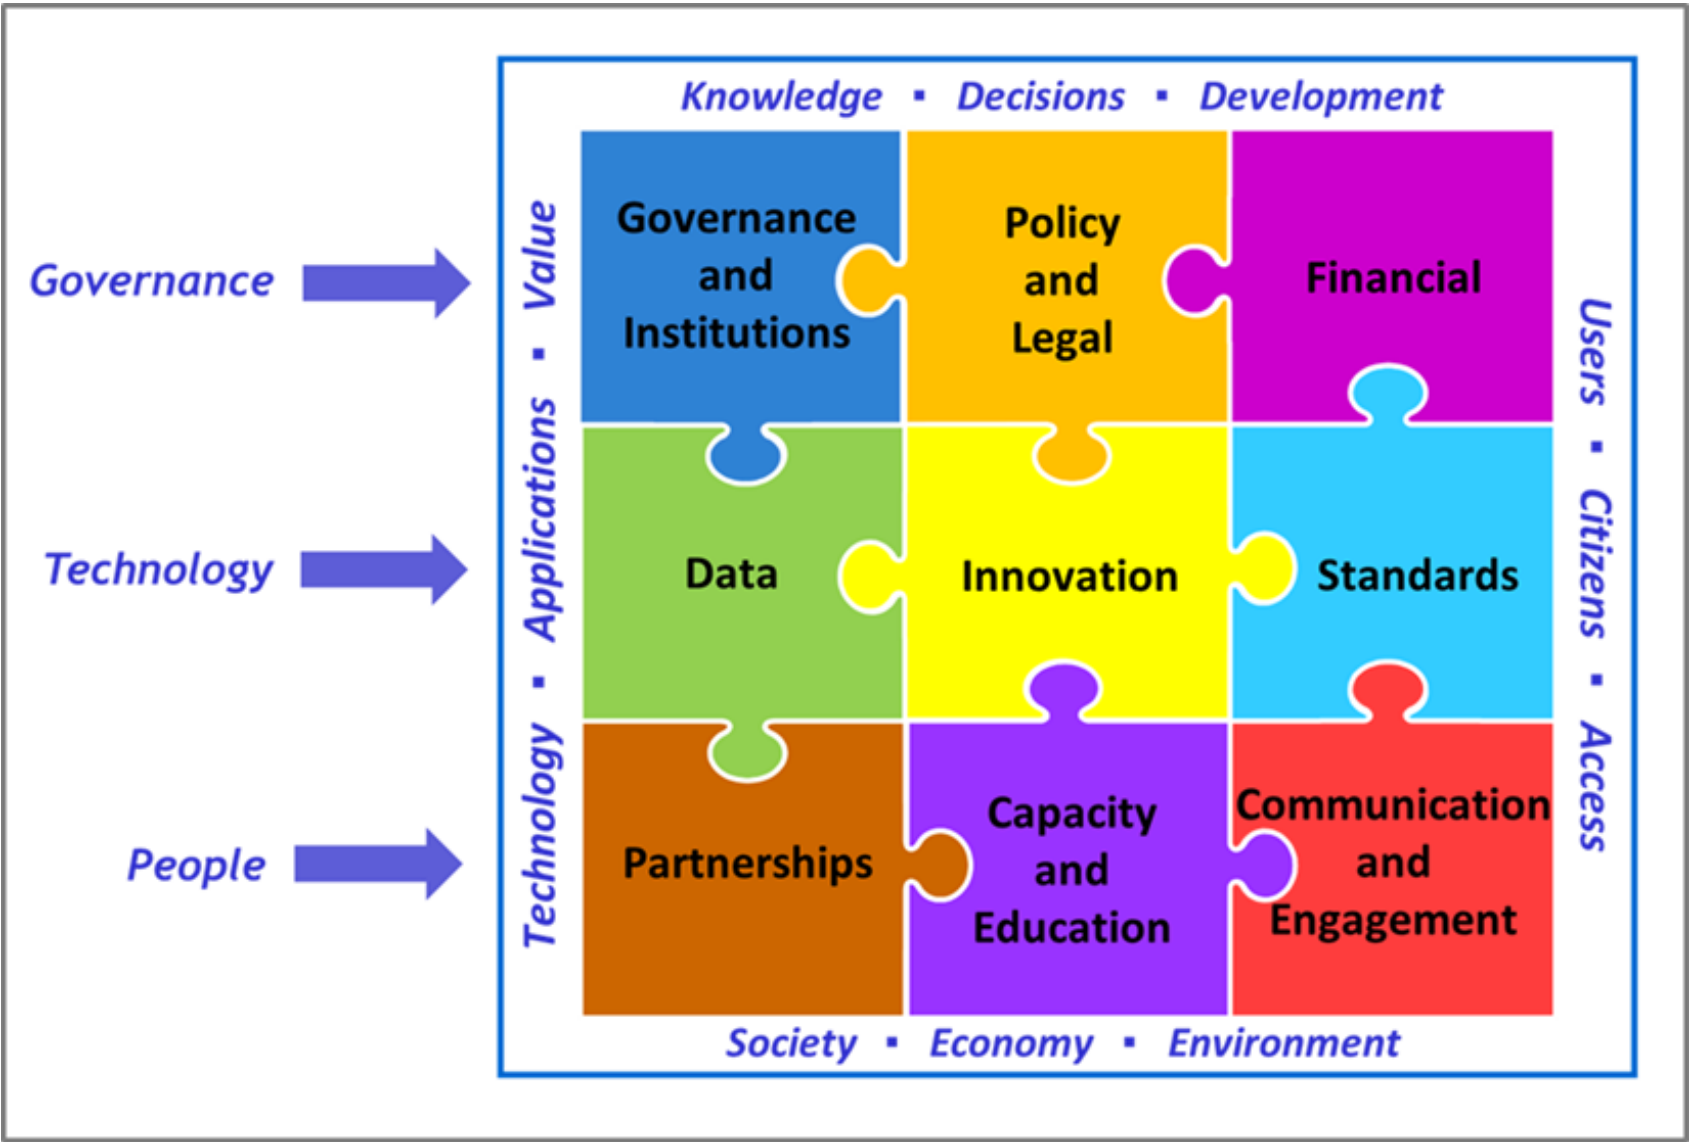 Knowledge ▪ Decisions ▪ Development
Governance
Technology
People
Technology ▪ Applications ▪ Value
Governance
and
Institutions
Policy
and
Legal
Financial
Data
Innovation
Standards
Partnerships
Capacity
and
Education
Communication
and
Engagement
Users ▪ Citizens ▪ Access
Society ▪ Economy ▪ Environment